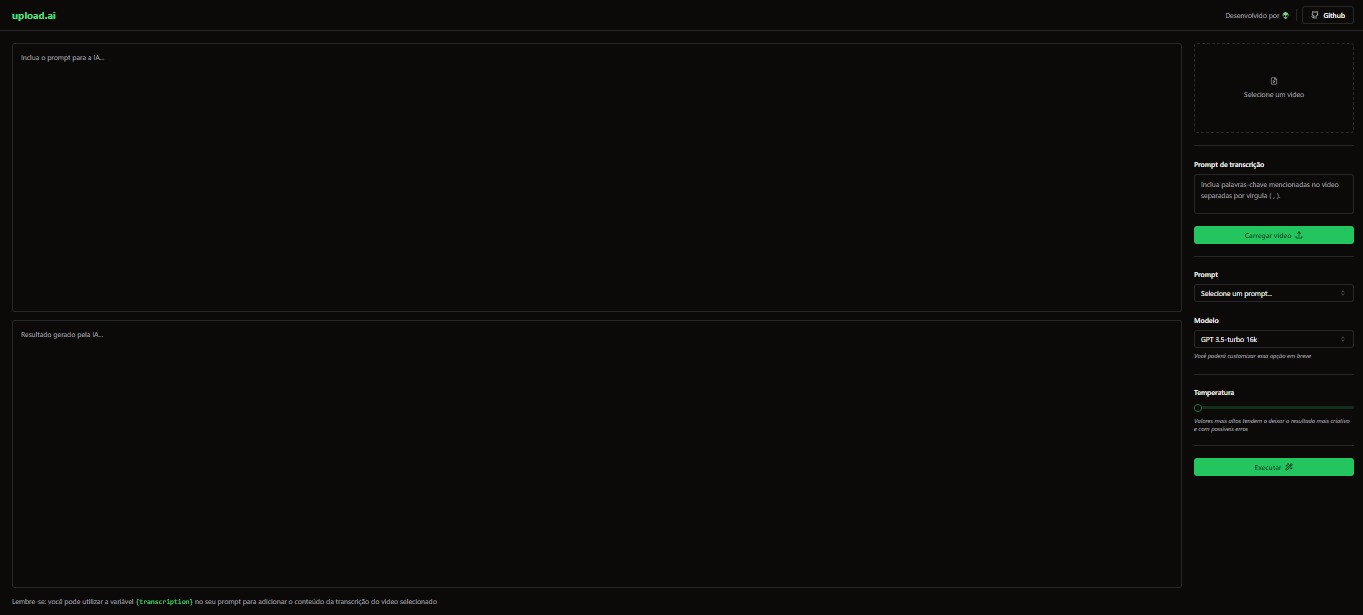 upload.ai
Desenvolvido por
Github
Inclua o prompt para a IA...
Resultado gerado pela IA...
Lembre-se: você pode utilizar a variável {transcription} no seu prompt para adicionar o conteúdo da transcrição do vídeo selecionado
Selecione um vídeo
Prompt de transcrição
Inclua palavras-chave mencionadas no vídeo
separadas por vírgula ( , ).
Carregar vídeo
Prompt
Selecione um prompt...
Modelo
GPT 3.5-turbo 16k
Você poderá customizar essa opção em breve
Temperatura
Valores mais altos tendem a deixar o resultado mais criativo
e com possíveis erros
Executar